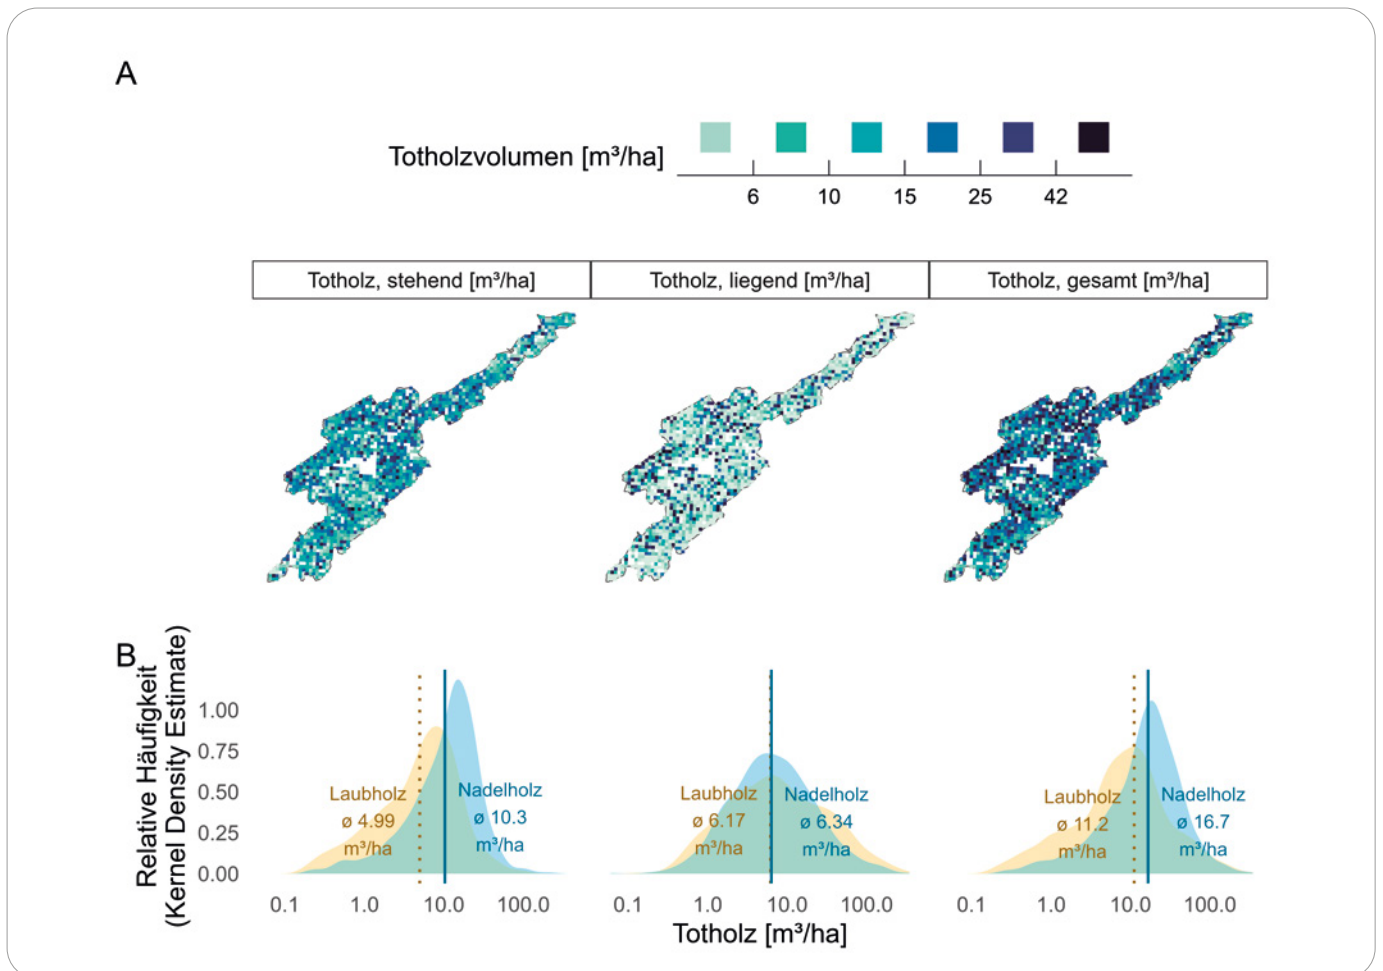 A
Totholzvolumen [m³/ha]
6 10 15 25 42
Totholz, stehend [m³/ha] Totholz, liegend [m³/ha] Totholz, gesamt [m³/ha]
B
Relative Häufigkeit
(Kernel Density Estimate)
1.00
0.75
0.50
0.25
0.00
Laubholz
ø 4.99
m³/ha
Nadelholz
ø 10.3
m³/ha
Laubholz
ø 6.17
m³/ha
Nadelholz
ø 6.34
m³/ha
Laubholz
ø 11.2
m³/ha
Nadelholz
ø 16.7
m³/ha
0.1 1.0 10.0 100.0 0.1 1.0 10.0 100.0 0.1 1.0 10.0 100.0
Totholz [m³/ha]